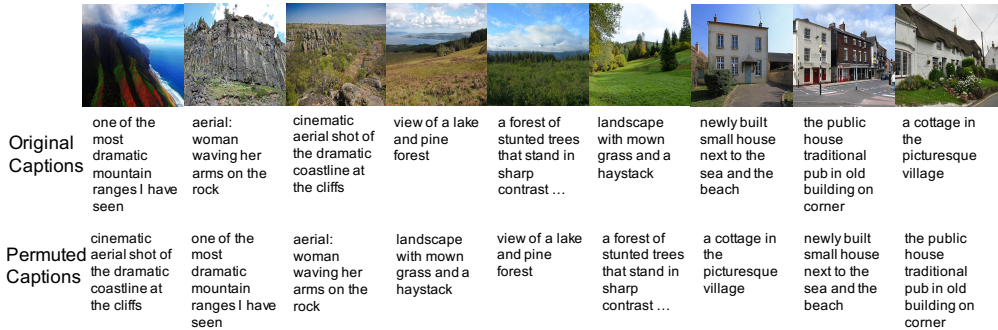 Original
Captions
one of the
most
dramatic
mountain
ranges I have
seen
aerial:
woman
waving her
arms on the
rock
cinematic
aerial shot of
the dramatic
coastline at
the cliffs
view of a lake
and pine
forest
a forest of
stunted trees
that stand in
sharp
contrast …
landscape
with mown
grass and a
haystack
newly built
small house
next to the
sea and the
beach
the public
house
traditional
pub in old
building on
corner
a cottage in
the
picturesque
village
Permuted
Captions
cinematic
aerial shot of
the dramatic
coastline at
the cliffs
one of the
most
dramatic
mountain
ranges I have
seen
aerial:
woman
waving her
arms on the
rock
landscape
with mown
grass and a
haystack
view of a lake
and pine
forest
a forest of
stunted trees
that stand in
sharp
contrast …
a cottage in
the
picturesque
village
newly built
small house
next to the
sea and the
beach
the public
house
traditional
pub in old
building on
corner